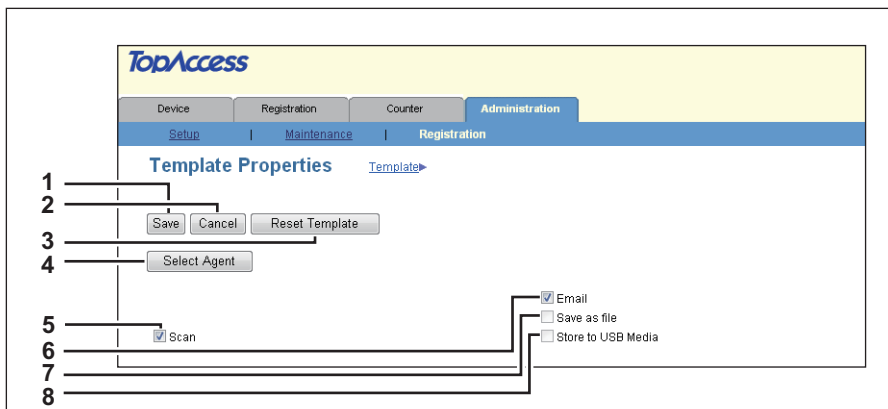 TopAccess
Device Registration Counter Administration
Setup | Maintenance | Registration
Template Properties Template▶
1
2
Save Cancel Reset Template
3
4 Select Agent
Email
5 Save as file
Scan Store to USB Media
6
7
8